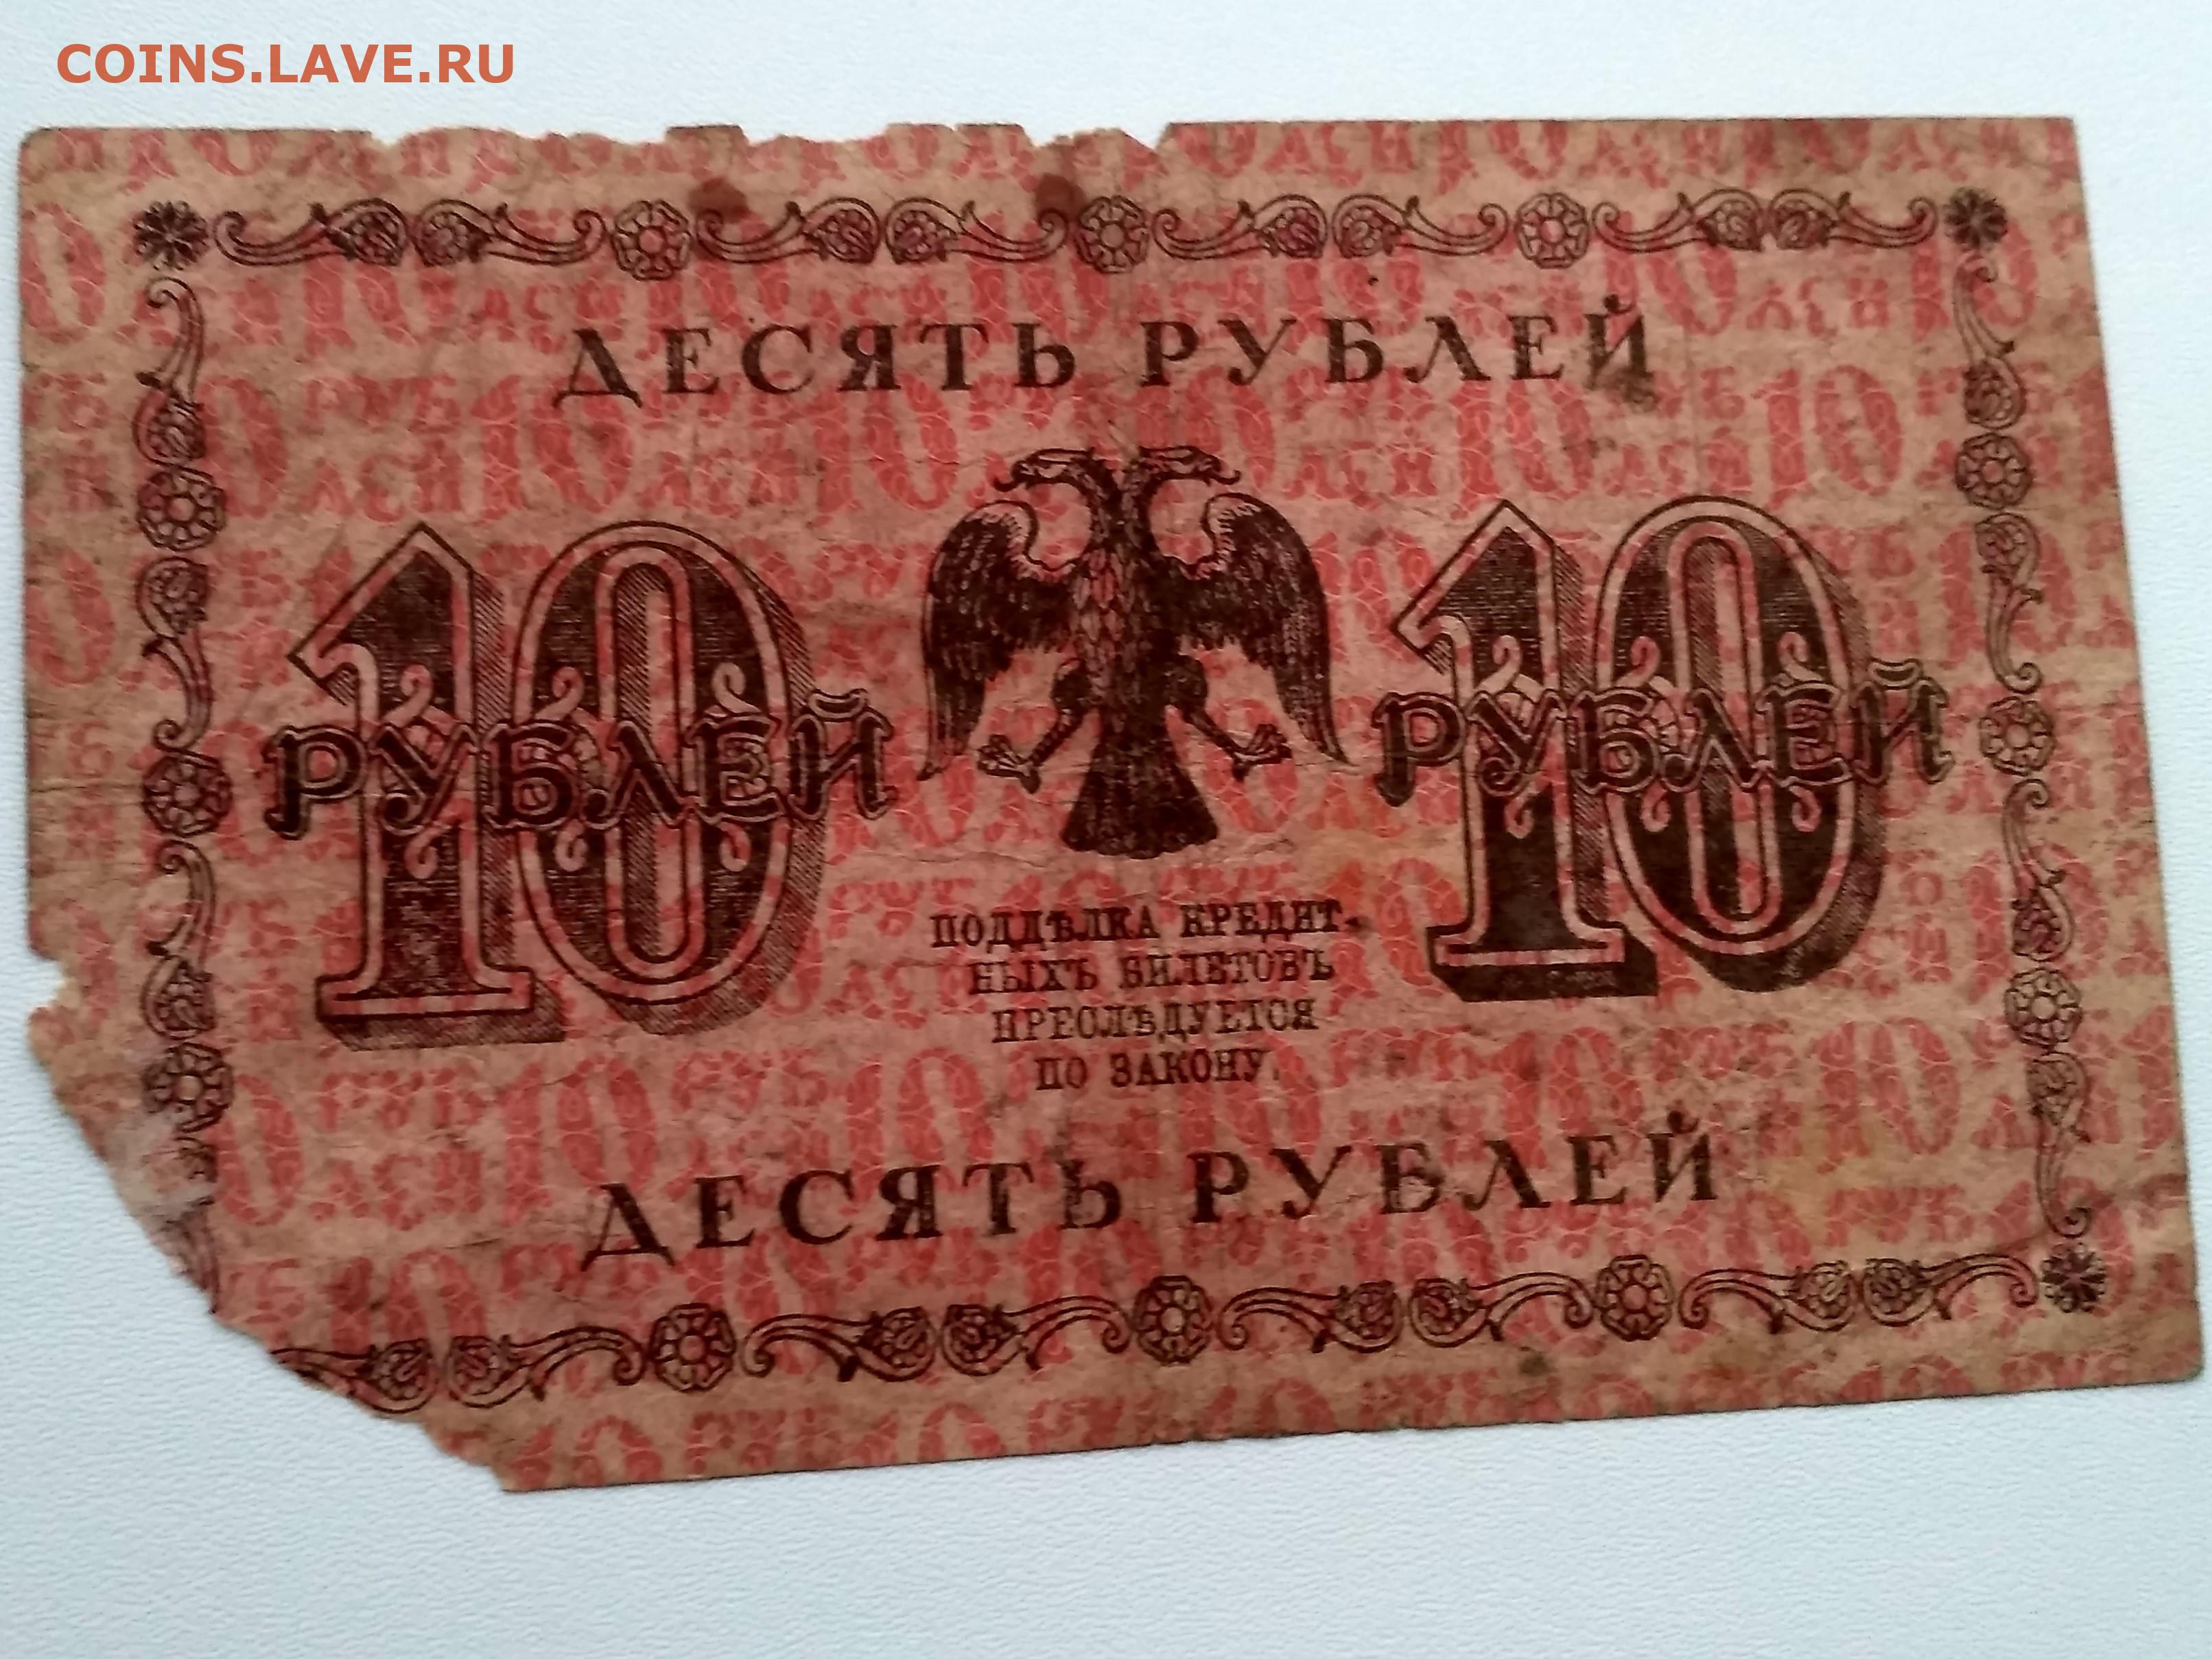 COINS.LAVE.RU
ДЕСЯТЬ РУБЛЕЙ
10 10
РУБЛЕЙ РУБЛЕЙ
ПОДДѢЛКА КРЕДИТ-
НЫХЪ БИЛЕТОВЪ
ПРЕСЛѢДУЕТСЯ
ПО ЗАКОНУ.
ДЕСЯТЬ РУБЛЕЙ